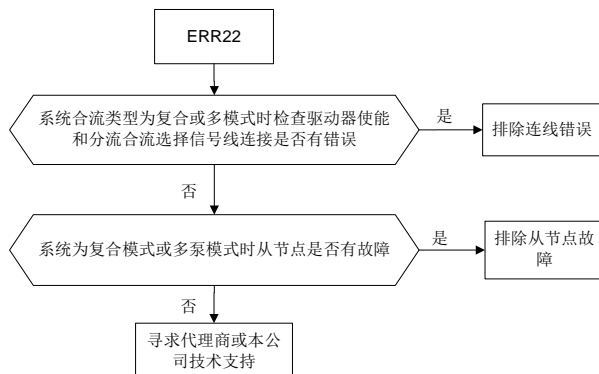 ERR22
系统合流类型为复合或多模式时检查驱动器使能
和分流合流选择信号线连接是否有错误
是
排除连线错误
否
系统为复合模式或多泵模式时从节点是否有故障
是
排除从节点故
障
否
寻求代理商或本公
司技术支持